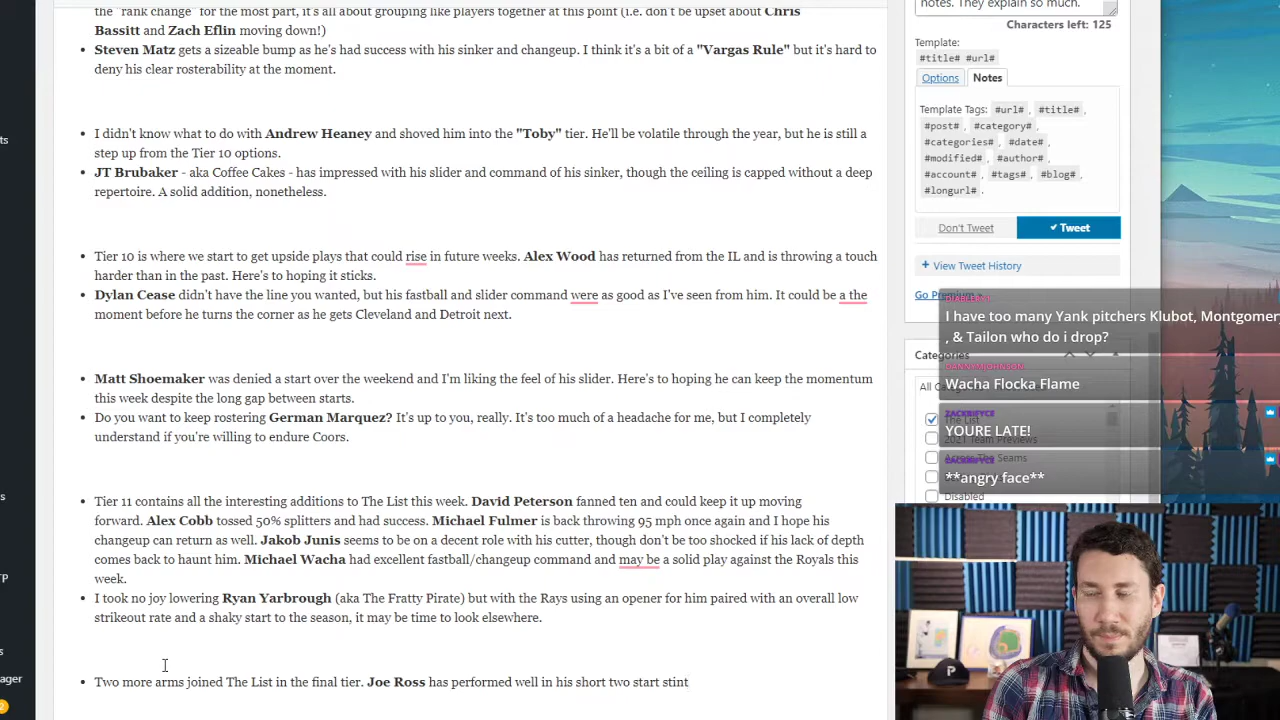 the "rank change" for the most part, it's all about grouping like players together at this point (i.e. don't be upset about Chris
Bassitt and Zach Eflin moving down!)
Steven Matz gets a sizeable bump as he's had success with his sinker and changeup. I think it's a bit of a "Vargas Rule" but it's hard to
deny his clear rosterability at the moment.
I didn't know what to do with Andrew Heaney and shoved him into the "Toby" tier. He'll be volatile through the year, but he is still a
step up from the Tier 10 options.
JT Brubaker - aka Coffee Cakes - has impressed with his slider and command of his sinker, though the ceiling is capped without a deep
repertoire. A solid addition, nonetheless.
Tier 10 is where we start to get upside plays that could rise in future weeks. Alex Wood has returned from the IL and is throwing a touch
harder than in the past. Here's to hoping it sticks.
Dylan Cease didn't have the line you wanted, but his fastball and slider command were as good as I've seen from him. It could be a the
moment before he turns the corner as he gets Cleveland and Detroit next.
Matt Shoemaker was denied a start over the weekend and I'm liking the feel of his slider. Here's to hoping he can keep the momentum
this week despite the long gap between starts.
Do you want to keep rostering German Marquez? It's up to you, really. It's too much of a headache for me, but I completely
understand if you're willing to endure Coors.
Tier 11 contains all the interesting additions to The List this week. David Peterson fanned ten and could keep it up moving
forward. Alex Cobb tossed 50% splitters and had success. Michael Fulmer is back throwing 95 mph once again and I hope his
changeup can return as well. Jakob Junis seems to be on a decent role with his cutter, though don't be too shocked if his lack of depth
comes back to haunt him. Michael Wacha had excellent fastball/changeup command and may be a solid play against the Royals this
week.
I took no joy lowering Ryan Yarbrough (aka The Fratty Pirate) but with the Rays using an opener for him paired with an overall low
strikeout rate and a shaky start to the season, it may be time to look elsewhere.
Two more arms joined The List in the final tier. Joe Ross has performed well in his short two start stint
notes. They explain so much.
Characters left: 125
Template:
#title# #url#
Options Notes
Template Tags: #url# , #title# ,
#post# , #category# ,
#categories# , #date# ,
#modified# , #author# ,
#account# , #tags# , #blog# ,
#longurl# .
Don't Tweet Tweet
+ View Tweet History
Go Premium »
I have too many Yank pitchers Klubot, Montgomery
, & Tailon who do i drop?
Categories
DANNYMJOHNSON
Wacha Flocka Flame
All
ZACKRIFYCE
The List
YOURE LATE!
2021 Team Previews
Across The Seams
ZACKRIFYCE
**angry face**
Disabled
ts
s
TP
s
ager
2
P